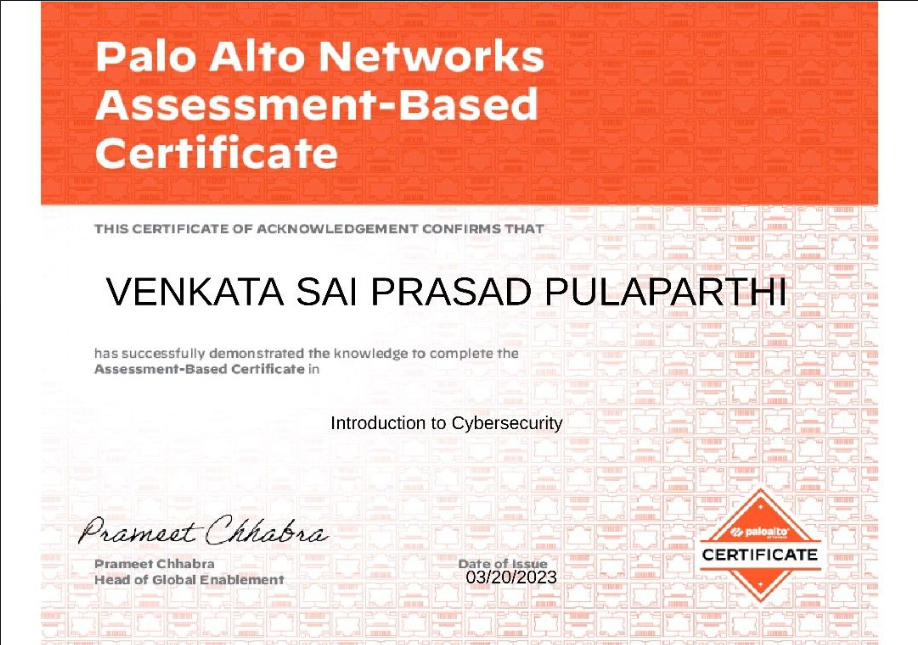 Palo Alto Networks
Assessment-Based
Certificate
THIS CERTIFICATE OF ACKNOWLEDGEMENT CONFIRMS THAT
VENKATA SAI PRASAD PULAPARTHI
has successfully demonstrated the knowledge to complete the
Assessment-Based Certificate in
Introduction to Cybersecurity
Prameet Chhabra
Prameet Chhabra
Head of Global Enablement
Date of Issue
03/20/2023
paloalto
CERTIFICATE